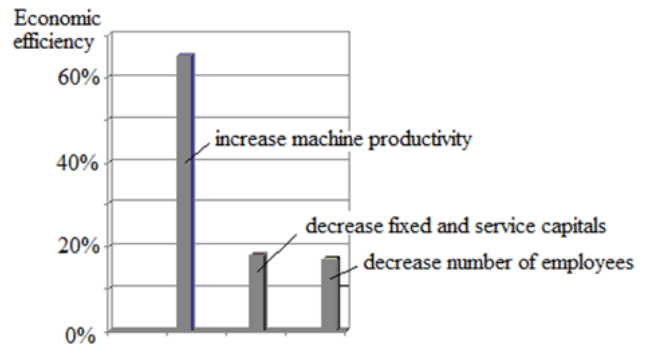 Economic
efficiency
60%
increase machine productivity
40%
decrease fixed and service capitals
20%
decrease number of employees
0%